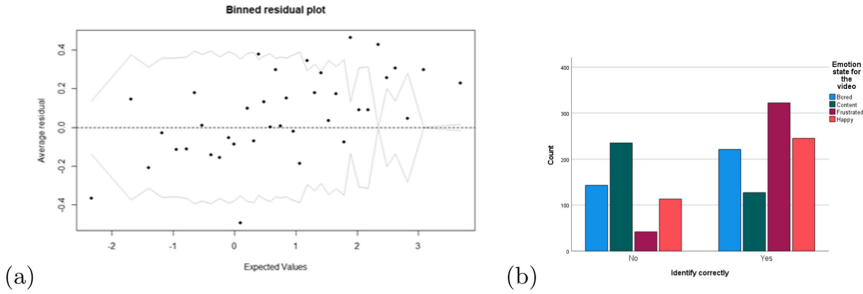 Binned residual plot
Average residual
0.4
0.2
0.0
-0.2
-0.4
-2
-1
0
1
2
3
Expected Values
(a)
Count
400
300
200
100
0
No
Yes
Identify correctly
Emotion
state for
the
video
Bored
Content
Frustrated
Happy
(b)